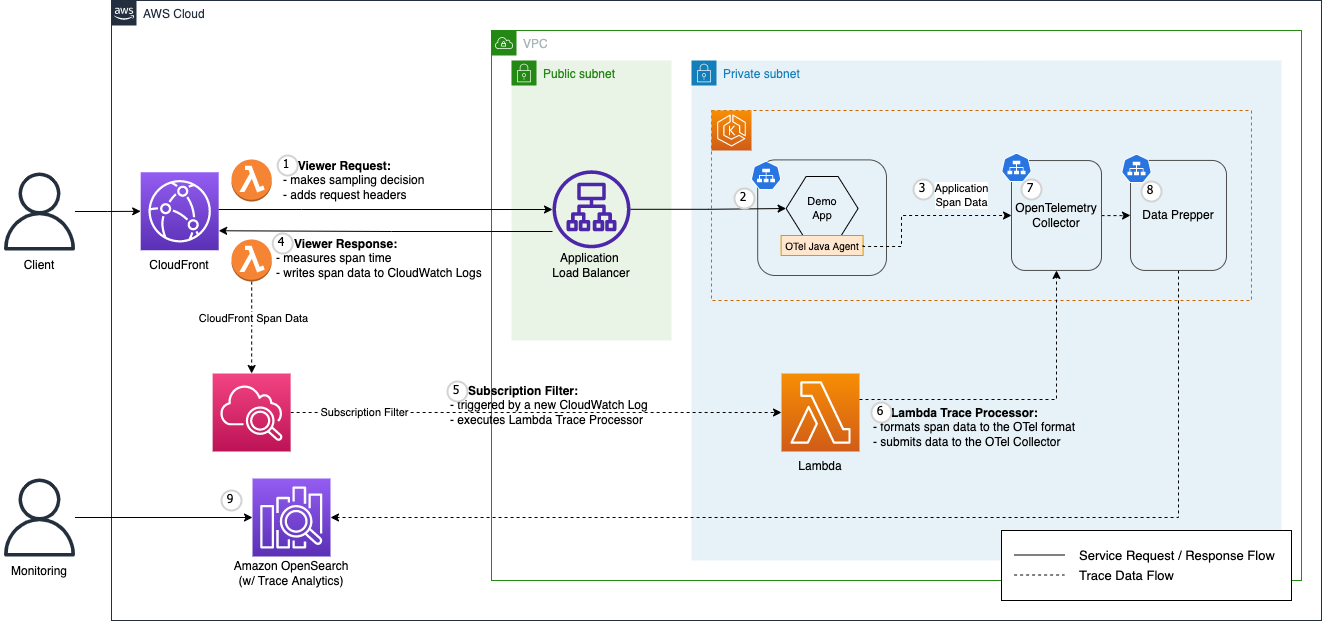 aws
AWS Cloud
VPC
Public subnet
Private subnet
K
1
Viewer Request:
- makes sampling decision
- adds request headers
2
Demo
App
OTel Java Agent
3
Application
Span Data
7
OpenTelemetry
Collector
8
Data Prepper
Client
CloudFront
4
Viewer Response:
- measures span time
- writes span data to CloudWatch Logs
Application
Load Balancer
CloudFront Span Data
Subscription Filter
5
Subscription Filter:
- triggered by a new CloudWatch Log
- executes Lambda Trace Processor
Lambda
6
Lambda Trace Processor:
- formats span data to the OTel format
- submits data to the OTel Collector
Monitoring
9
Amazon OpenSearch
(w/ Trace Analytics)
Service Request / Response Flow
Trace Data Flow